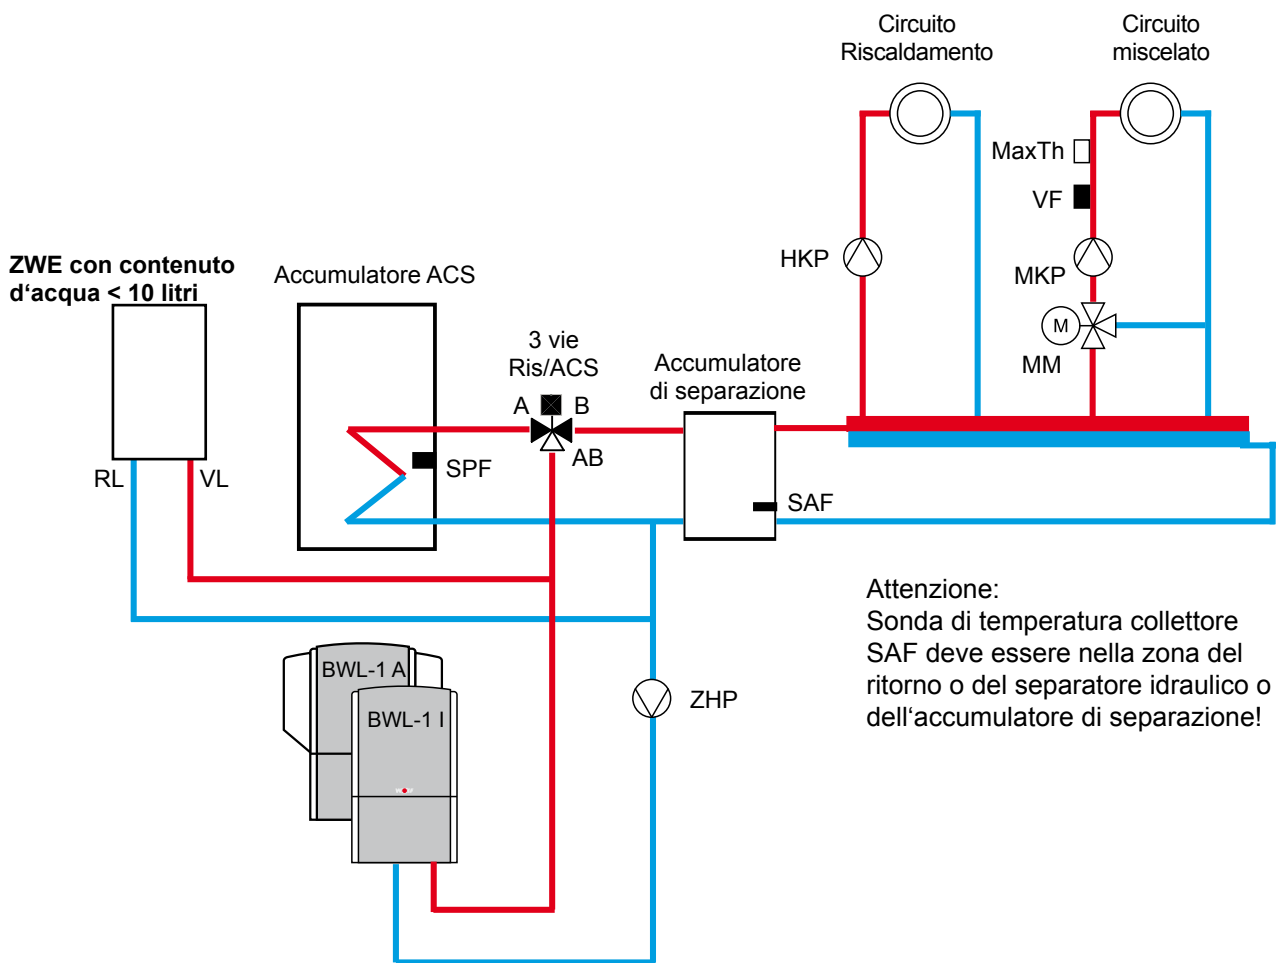 Circuito
Riscaldamento
Circuito
miscelato
MaxTh
VF
HKP
MKP
M
MM
ZWE con contenuto
d‘acqua < 10 litri
Accumulatore ACS
3 vie
Ris/ACS
A
B
AB
Accumulatore
di separazione
RL
VL
SPF
SAF
Attenzione:
Sonda di temperatura collettore
SAF deve essere nella zona del
ritorno o del separatore idraulico o
dell‘accumulatore di separazione!
BWL-1 A
BWL-1 I
ZHP